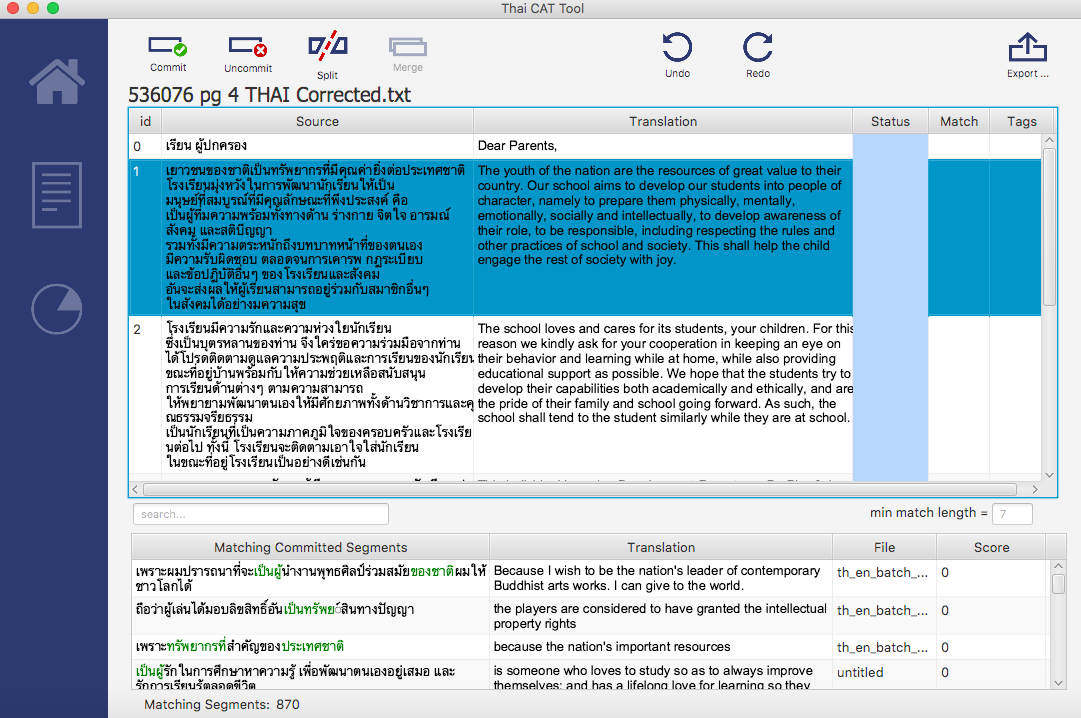 Thai CAT Tool
Commit
Uncommit
Split
Merge
Undo
Redo
Export ...
536076 pg 4 THAI Corrected.txt
id Source Translation Status Match Tags
0 เรียน ผู้ปกครอง Dear Parents,
1
เยาวชนของชาติเป็นทรัพยากรที่มีคุณค่ายิ่งต่อประเทศชาติ
โรงเรียนมุ่งหวังในการพัฒนานักเรียนให้เป็น
มนุษย์ที่สมบูรณ์ที่มีคุณลักษณะที่พึงประสงค์ คือ
เป็นผู้ที่มความพร้อมทั้งทางด้าน ร่างกาย จิตใจ อารมณ์
สังคม และสติปัญญา
รวมทั้งมีความตระหนักถึงบทบาทหน้าที่ของตนเอง
มีความรับผิดชอบ ตลอดจนการเคารพ กฎระเบียบ
และข้อปฏิบัติอื่นๆ ของโรงเรียนและสังคม
อันจะส่งผลให้ผู้เรียนสามารถอยู่ร่วมกับสมาชิกอื่นๆ
ในสังคมได้อย่างมความสุข
The youth of the nation are the resources of great value to their
country. Our school aims to develop our students into people of
character, namely to prepare them physically, mentally,
emotionally, socially and intellectually, to develop awareness of
their role, to be responsible, including respecting the rules and
other practices of school and society. This shall help the child
engage the rest of society with joy.
2
โรงเรียนมีความรักและความห่วงใยนักเรียน
ซึ่งเป็นบุตรหลานของท่าน จึงใคร่ขอความร่วมมือจากท่าน
ได้โปรดติดตามดูแลความประพฤติและการเรียนของนักเรียน
ขณะที่อยู่บ้านพร้อมกับให้ความช่วยเหลือสนับสนุน
การเรียนด้านต่างๆ ตามความสามารถ
ให้พยายามพัฒนาตนเองให้มีศักยภาพทั้งด้านวิชาการและคุ
ณธรรมจริยธรรม
เป็นนักเรียนที่เป็นความภาคภูมิใจของครอบครัวและโรงเรีย
นต่อไป ทั้งนี้ โรงเรียนจะติดตามเอาใจใส่นักเรียน
ในขณะที่อยู่โรงเรียนเป็นอย่างดีเช่นกัน
The school loves and cares for its students, your children. For this
reason we kindly ask for your cooperation in keeping an eye on
their behavior and learning while at home, while also providing
educational support as possible. We hope that the students try to
develop their capabilities both academically and ethically, and are
the pride of their family and school going forward. As such, the
school shall tend to the student similarly while they are at school.
search...
min match length = 7
Matching Committed Segments Translation File Score
เพราะผมปรารถนาที่จะเป็นผู้นำงานพุทธศิลป์ร่วมสมัยของชาติผมให้
ชาวโลกได้
Because I wish to be the nation's leader of contemporary
Buddhist arts works. I can give to the world.
th_en_batch_... 0
ถือว่าผู้เล่นได้มอบลิขสิทธิ์อันเป็นทรัพย์สินทางปัญญา
the players are considered to have granted the intellectual
property rights
th_en_batch_... 0
เพราะทรัพยากรที่สำคัญของประเทศชาติ because the nation's important resources th_en_batch_... 0
เป็นผู้รักในการศึกษาหาความรู้ เพื่อพัฒนาตนเองอยู่เสมอ และ
รักการเรียนรู้ตลอดชีวิต
is someone who loves to study so as to always improve
themselves; and has a lifelong love for learning so they
untitled 0
Matching Segments: 870